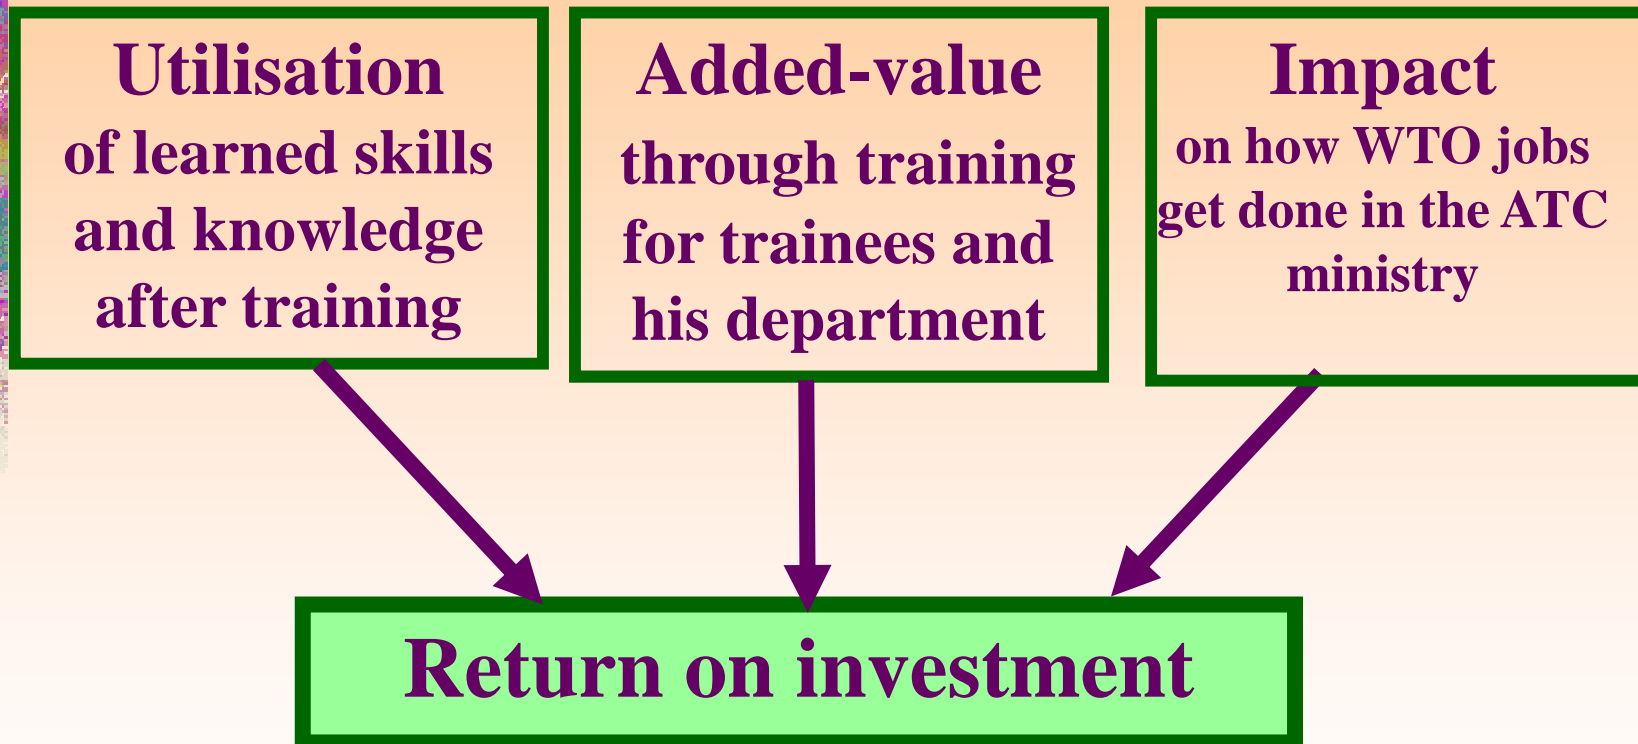 Utilisation
of learned skills
and knowledge
after training
Added-value
through training
for trainees and
his department
Impact
on how WTO jobs
get done in the ATC
ministry
Return on investment